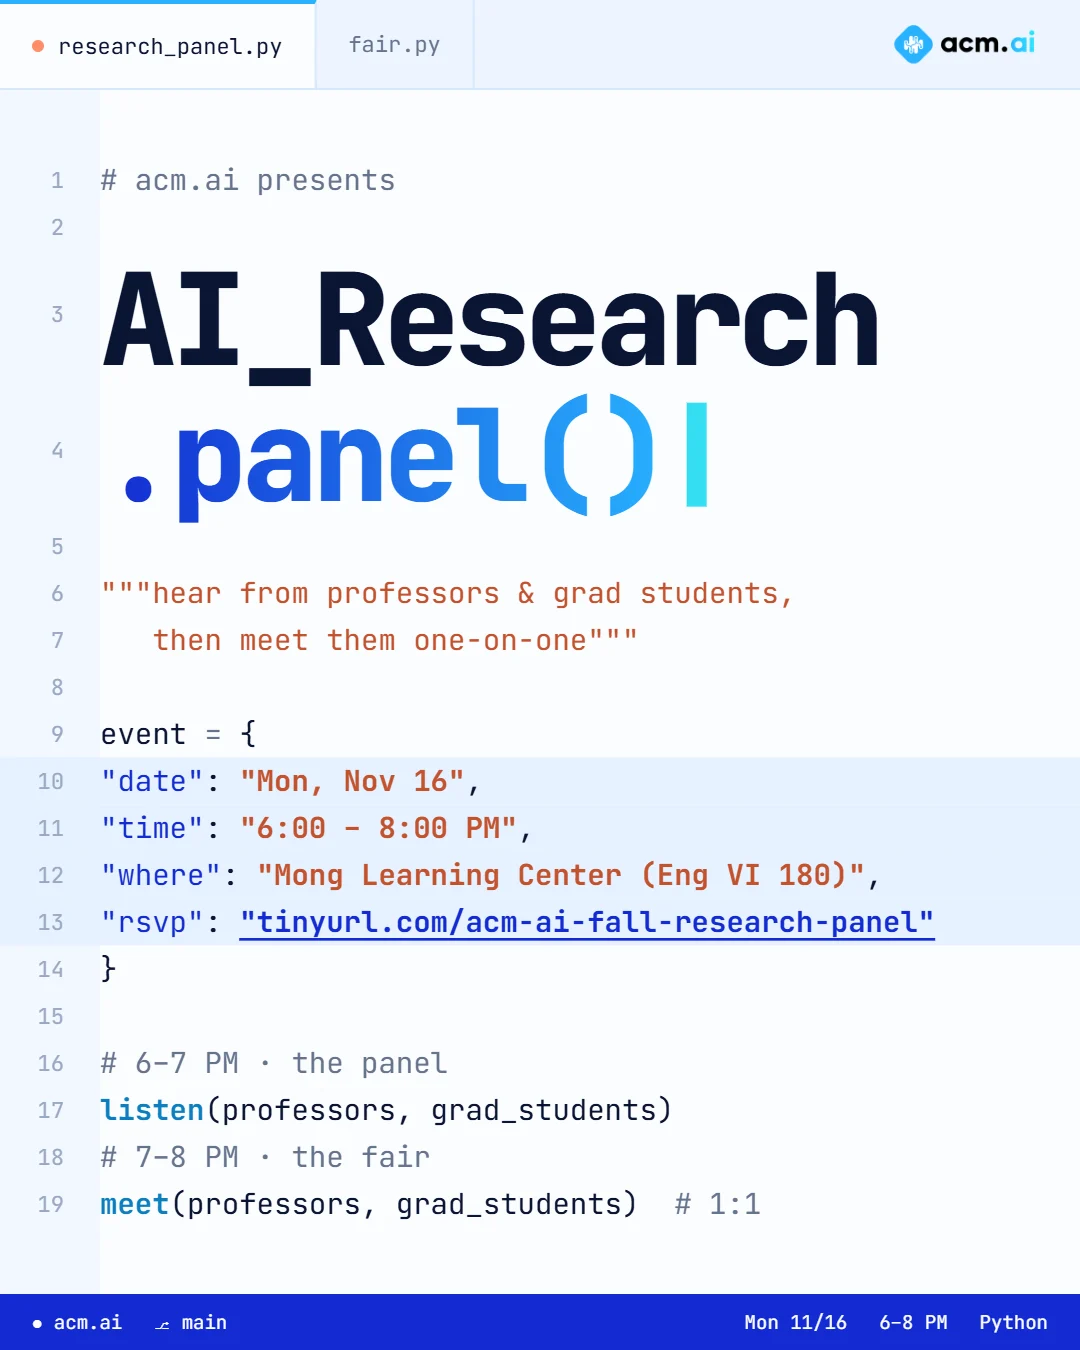 research_panel.py
fair.py
acm.ai
1 # acm.ai presents
2
3 AI_Research
4 .panel()
5
6 """hear from professors & grad students,
7 then meet them one-on-one"""
8
9 event = {
10 "date": "Mon, Nov 16",
11 "time": "6:00 – 8:00 PM",
12 "where": "Mong Learning Center (Eng VI 180)",
13 "rsvp": "tinyurl.com/acm-ai-fall-research-panel"
14 }
15
16 # 6–7 PM · the panel
17 listen(professors, grad_students)
18 # 7–8 PM · the fair
19 meet(professors, grad_students)  # 1:1
● acm.ai ⎇ main Mon 11/16 6–8 PM Python